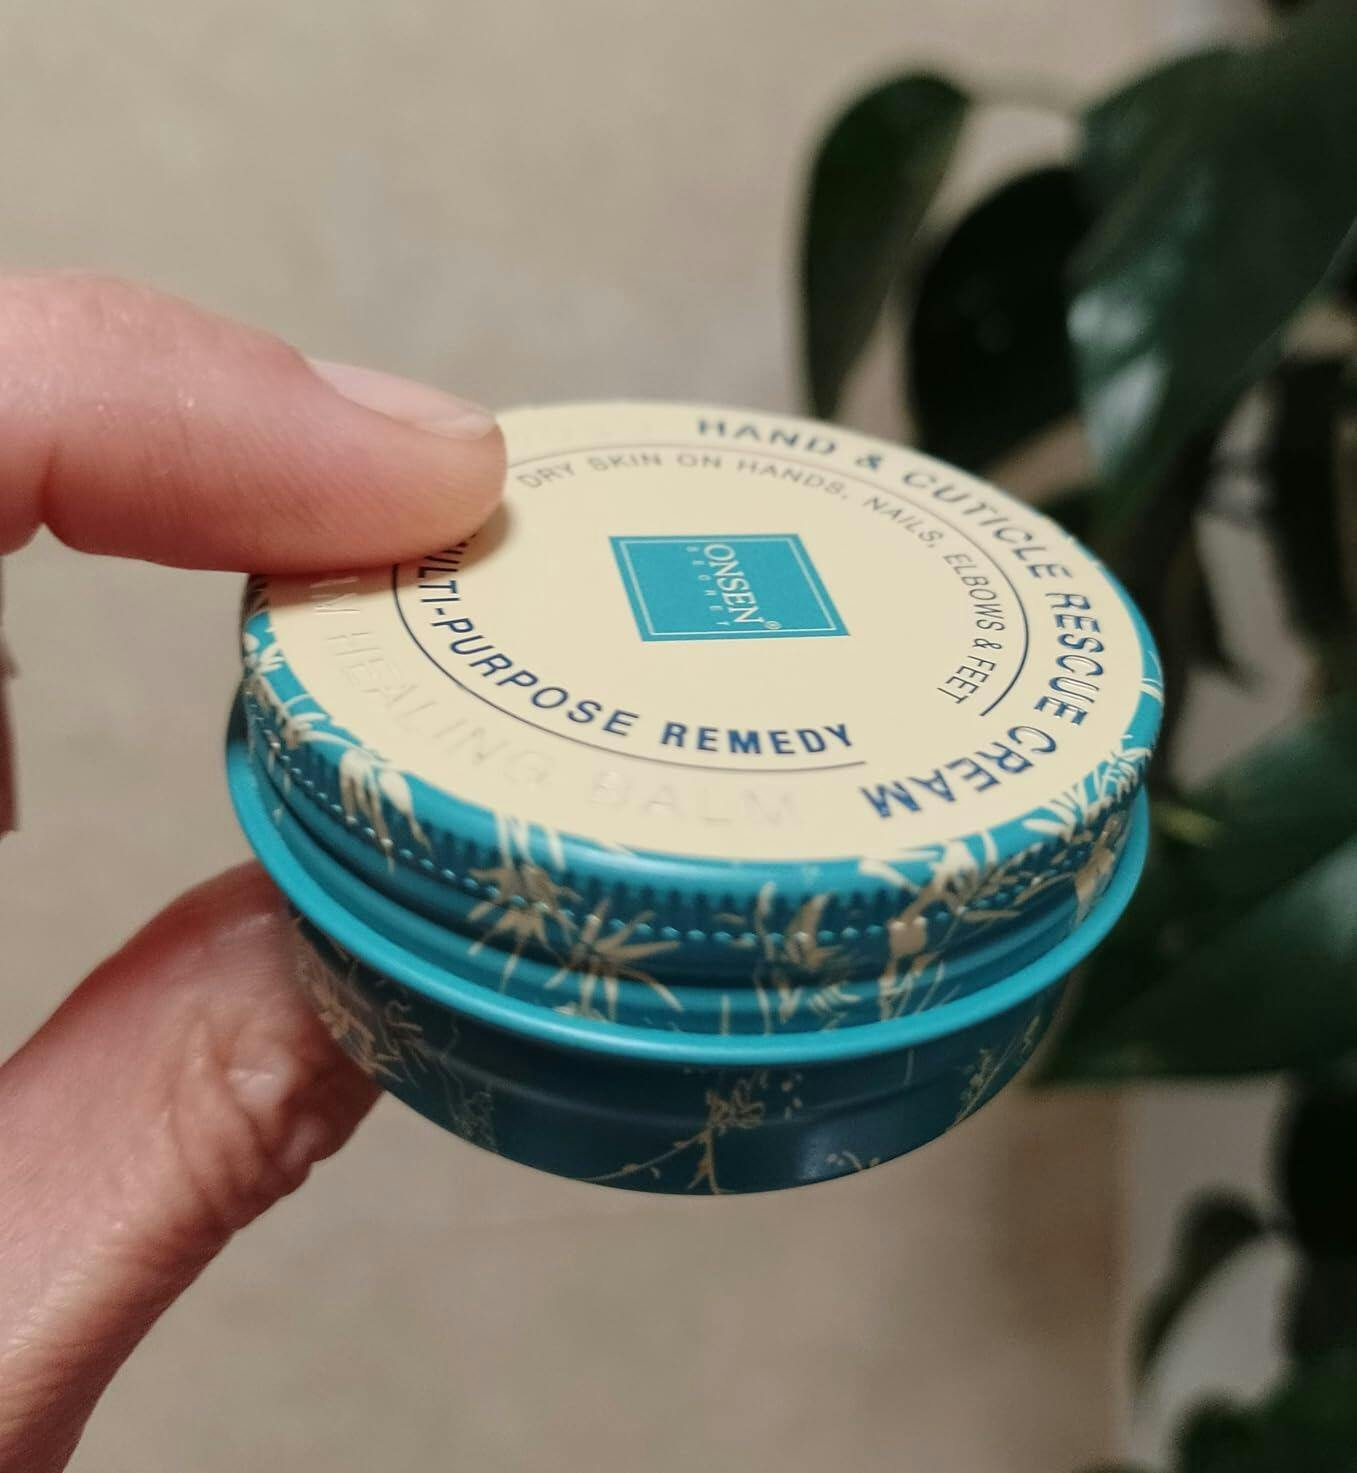 HAND & CUTICLE RESCUE CREAM
DRY SKIN ON HANDS, NAILS, ELBOWS & FEET
ONSEN®
SECRET
MULTI-PURPOSE REMEDY
HEALING BALM